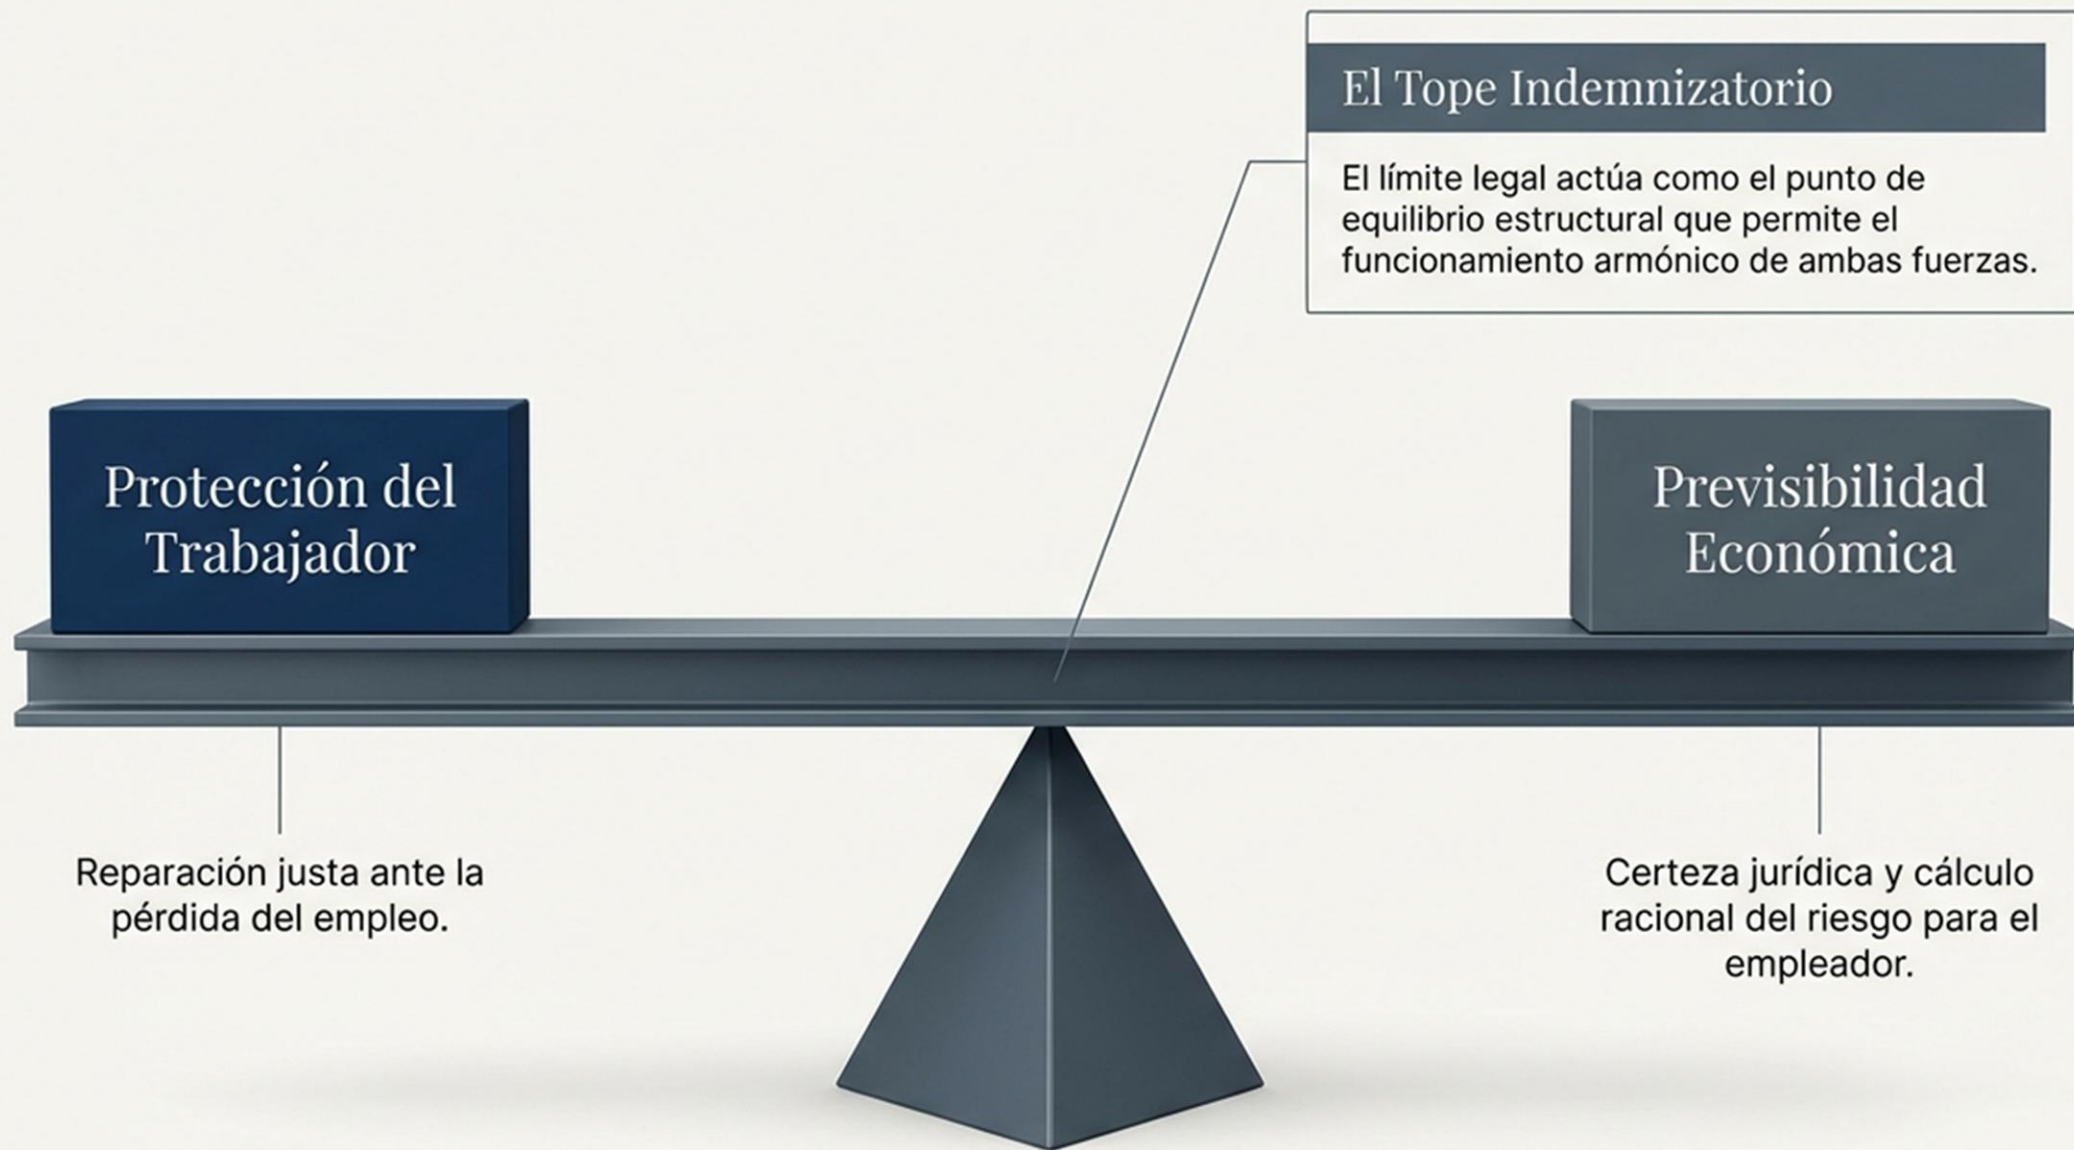 El Tope Indemnizatorio
El límite legal actúa como el punto de
equilibrio estructural que permite el
funcionamiento armónico de ambas fuerzas.
Protección del
Trabajador
Previsibilidad
Económica
Reparación justa ante la
pérdida del empleo.
Certeza jurídica y cálculo
racional del riesgo para el
empleador.